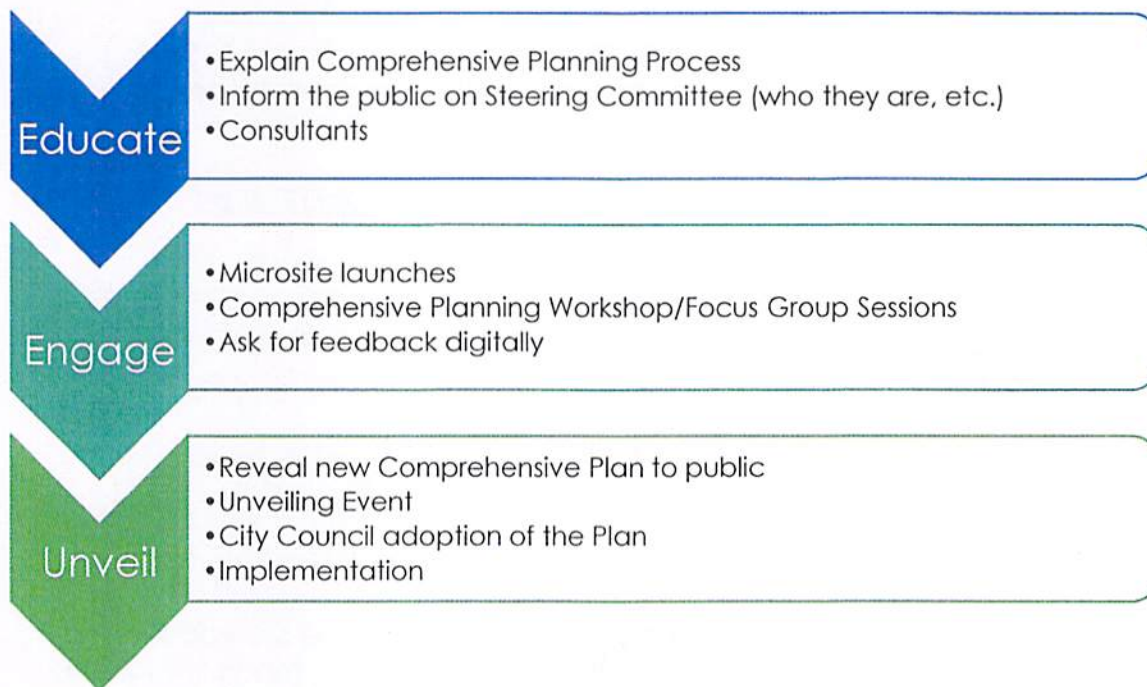 Educate
•Explain Comprehensive Planning Process
•Inform the public on Steering Committee (who they are, etc.)
•Consultants
Engage
•Microsite launches
•Comprehensive Planning Workshop/Focus Group Sessions
•Ask for feedback digitally
Unveil
•Reveal new Comprehensive Plan to public
•Unveiling Event
•City Council adoption of the Plan
•Implementation